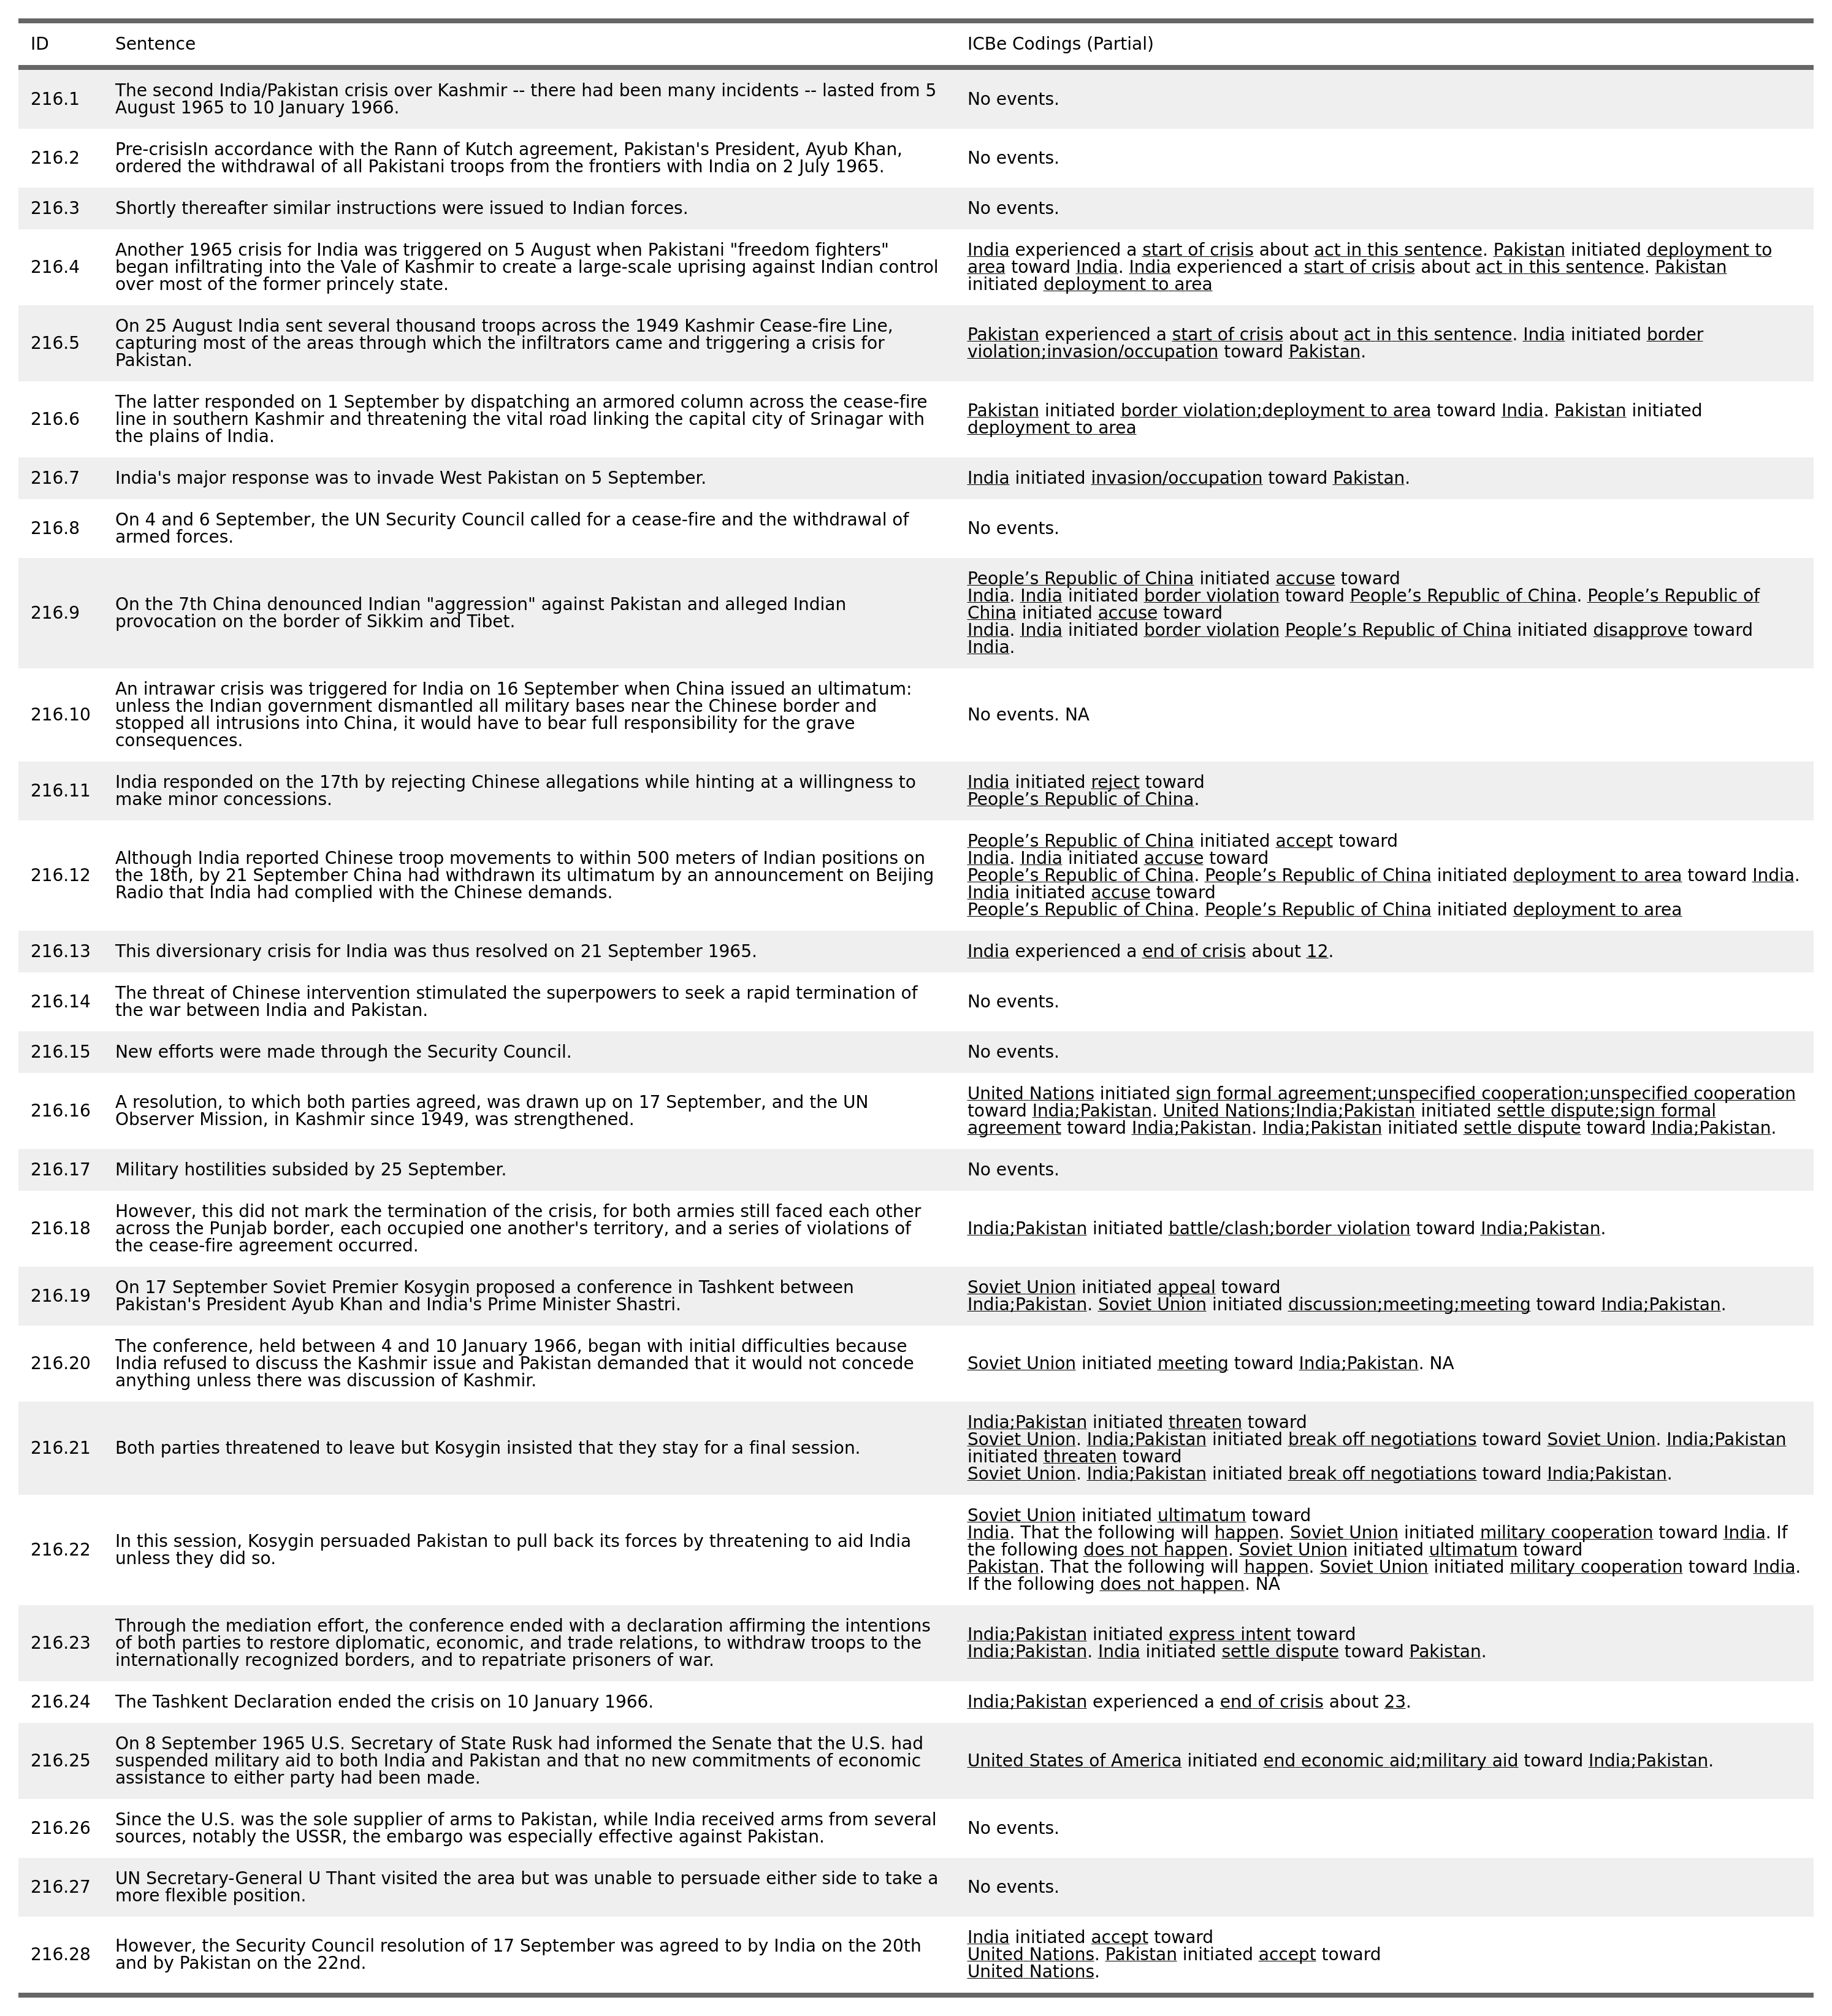 ID Sentence ICBe Codings (Partial)
216.1 The second India/Pakistan crisis over Kashmir -- there had been many incidents -- lasted from 5
August 1965 to 10 January 1966.
No events.
216.2 Pre-crisisIn accordance with the Rann of Kutch agreement, Pakistan's President, Ayub Khan,
ordered the withdrawal of all Pakistani troops from the frontiers with India on 2 July 1965.
No events.
216.3 Shortly thereafter similar instructions were issued to Indian forces.
No events.
216.4 Another 1965 crisis for India was triggered on 5 August when Pakistani "freedom fighters"
began infiltrating into the Vale of Kashmir to create a large-scale uprising against Indian control
over most of the former princely state.
India experienced a start of crisis about act in this sentence. Pakistan initiated deployment to
area toward India. India experienced a start of crisis about act in this sentence. Pakistan
initiated deployment to area
216.5 On 25 August India sent several thousand troops across the 1949 Kashmir Cease-fire Line,
capturing most of the areas through which the infiltrators came and triggering a crisis for
Pakistan.
Pakistan experienced a start of crisis about act in this sentence. India initiated border
violation;invasion/occupation toward Pakistan.
216.6 The latter responded on 1 September by dispatching an armored column across the cease-fire
line in southern Kashmir and threatening the vital road linking the capital city of Srinagar with
the plains of India.
Pakistan initiated border violation;deployment to area toward India. Pakistan initiated
deployment to area
216.7 India's major response was to invade West Pakistan on 5 September.
India initiated invasion/occupation toward Pakistan.
216.8 On 4 and 6 September, the UN Security Council called for a cease-fire and the withdrawal of
armed forces.
No events.
216.9 On the 7th China denounced Indian "aggression" against Pakistan and alleged Indian
provocation on the border of Sikkim and Tibet.
People’s Republic of China initiated accuse toward
India. India initiated border violation toward People’s Republic of China. People’s Republic of
China initiated accuse toward
India. India initiated border violation People’s Republic of China initiated disapprove toward
India.
216.10 An intrawar crisis was triggered for India on 16 September when China issued an ultimatum:
unless the Indian government dismantled all military bases near the Chinese border and
stopped all intrusions into China, it would have to bear full responsibility for the grave
consequences.
No events. NA
216.11 India responded on the 17th by rejecting Chinese allegations while hinting at a willingness to
make minor concessions.
India initiated reject toward
People’s Republic of China.
216.12 Although India reported Chinese troop movements to within 500 meters of Indian positions on
the 18th, by 21 September China had withdrawn its ultimatum by an announcement on Beijing
Radio that India had complied with the Chinese demands.
People’s Republic of China initiated accept toward
India. India initiated accuse toward
People’s Republic of China. People’s Republic of China initiated deployment to area toward India.
India initiated accuse toward
People’s Republic of China. People’s Republic of China initiated deployment to area
216.13 This diversionary crisis for India was thus resolved on 21 September 1965.
India experienced a end of crisis about 12.
216.14 The threat of Chinese intervention stimulated the superpowers to seek a rapid termination of
the war between India and Pakistan.
No events.
216.15 New efforts were made through the Security Council.
No events.
216.16 A resolution, to which both parties agreed, was drawn up on 17 September, and the UN
Observer Mission, in Kashmir since 1949, was strengthened.
United Nations initiated sign formal agreement;unspecified cooperation;unspecified cooperation
toward India;Pakistan. United Nations;India;Pakistan initiated settle dispute;sign formal
agreement toward India;Pakistan. India;Pakistan initiated settle dispute toward India;Pakistan.
216.17 Military hostilities subsided by 25 September.
No events.
216.18 However, this did not mark the termination of the crisis, for both armies still faced each other
across the Punjab border, each occupied one another's territory, and a series of violations of
the cease-fire agreement occurred.
India;Pakistan initiated battle/clash;border violation toward India;Pakistan.
216.19 On 17 September Soviet Premier Kosygin proposed a conference in Tashkent between
Pakistan's President Ayub Khan and India's Prime Minister Shastri.
Soviet Union initiated appeal toward
India;Pakistan. Soviet Union initiated discussion;meeting;meeting toward India;Pakistan.
216.20 The conference, held between 4 and 10 January 1966, began with initial difficulties because
India refused to discuss the Kashmir issue and Pakistan demanded that it would not concede
anything unless there was discussion of Kashmir.
Soviet Union initiated meeting toward India;Pakistan. NA
216.21 Both parties threatened to leave but Kosygin insisted that they stay for a final session.
India;Pakistan initiated threaten toward
Soviet Union. India;Pakistan initiated break off negotiations toward Soviet Union. India;Pakistan
initiated threaten toward
Soviet Union. India;Pakistan initiated break off negotiations toward India;Pakistan.
216.22 In this session, Kosygin persuaded Pakistan to pull back its forces by threatening to aid India
unless they did so.
Soviet Union initiated ultimatum toward
India. That the following will happen. Soviet Union initiated military cooperation toward India. If
the following does not happen. Soviet Union initiated ultimatum toward
Pakistan. That the following will happen. Soviet Union initiated military cooperation toward India.
If the following does not happen. NA
216.23 Through the mediation effort, the conference ended with a declaration affirming the intentions
of both parties to restore diplomatic, economic, and trade relations, to withdraw troops to the
internationally recognized borders, and to repatriate prisoners of war.
India;Pakistan initiated express intent toward
India;Pakistan. India initiated settle dispute toward Pakistan.
216.24 The Tashkent Declaration ended the crisis on 10 January 1966.
India;Pakistan experienced a end of crisis about 23.
216.25 On 8 September 1965 U.S. Secretary of State Rusk had informed the Senate that the U.S. had
suspended military aid to both India and Pakistan and that no new commitments of economic
assistance to either party had been made.
United States of America initiated end economic aid;military aid toward India;Pakistan.
216.26 Since the U.S. was the sole supplier of arms to Pakistan, while India received arms from several
sources, notably the USSR, the embargo was especially effective against Pakistan.
No events.
216.27 UN Secretary-General U Thant visited the area but was unable to persuade either side to take a
more flexible position.
No events.
216.28 However, the Security Council resolution of 17 September was agreed to by India on the 20th
and by Pakistan on the 22nd.
India initiated accept toward
United Nations. Pakistan initiated accept toward
United Nations.